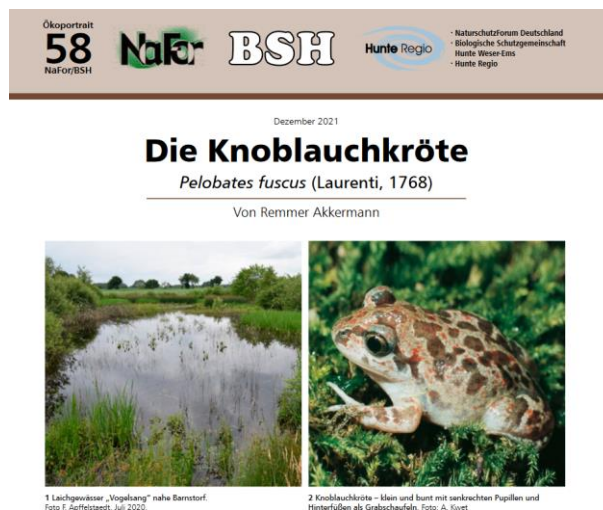 Ökoportrait
58
NaFor/BSH
NaFor
BSH
Hunte Regio
· NaturschutzForum Deutschland
· Biologische Schutzgemeinschaft
Hunte Weser-Ems
· Hunte Regio
Dezember 2021
Die Knoblauchkröte
Pelobates fuscus (Laurenti, 1768)
Von Remmer Akkermann
1 Laichgewässer „Vogelsang“ nahe Barnstorf.
Foto F. Apffelstaedt, Juli 2020.
2 Knoblauchkröte – klein und bunt mit senkrechten Pupillen und
Hinterfüßen als Grabschaufeln. Foto: A. Kwet